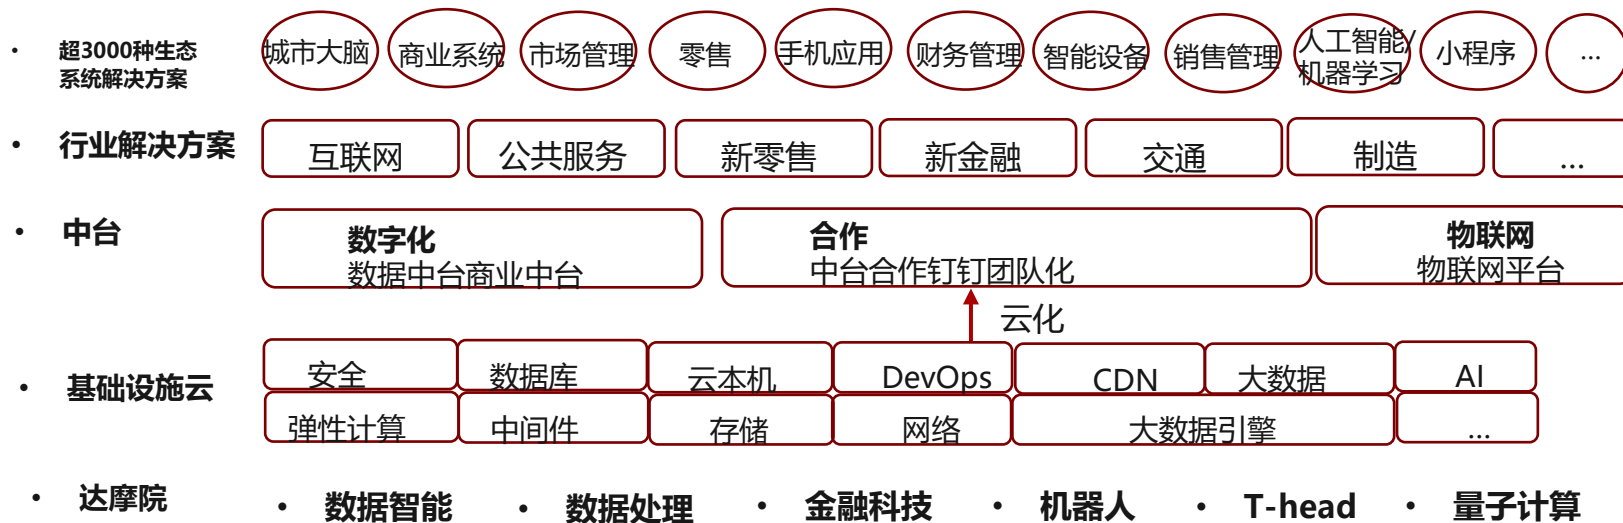 超3000种生态
系统解决方案
城市大脑
商业系统
市场管理
零售
手机应用
财务管理
智能设备
销售管理
人工智能/
机器学习
小程序
...
行业解决方案
互联网
公共服务
新零售
新金融
交通
制造
...
中台
数字化
数据中台商业中台
合作
中台合作钉钉团队化
物联网
物联网平台
云化
基础设施云
安全
数据库
云本机
DevOps
CDN
大数据
AI
弹性计算
中间件
存储
网络
大数据引擎
...
达摩院
数据智能
数据处理
金融科技
机器人
T-head
量子计算